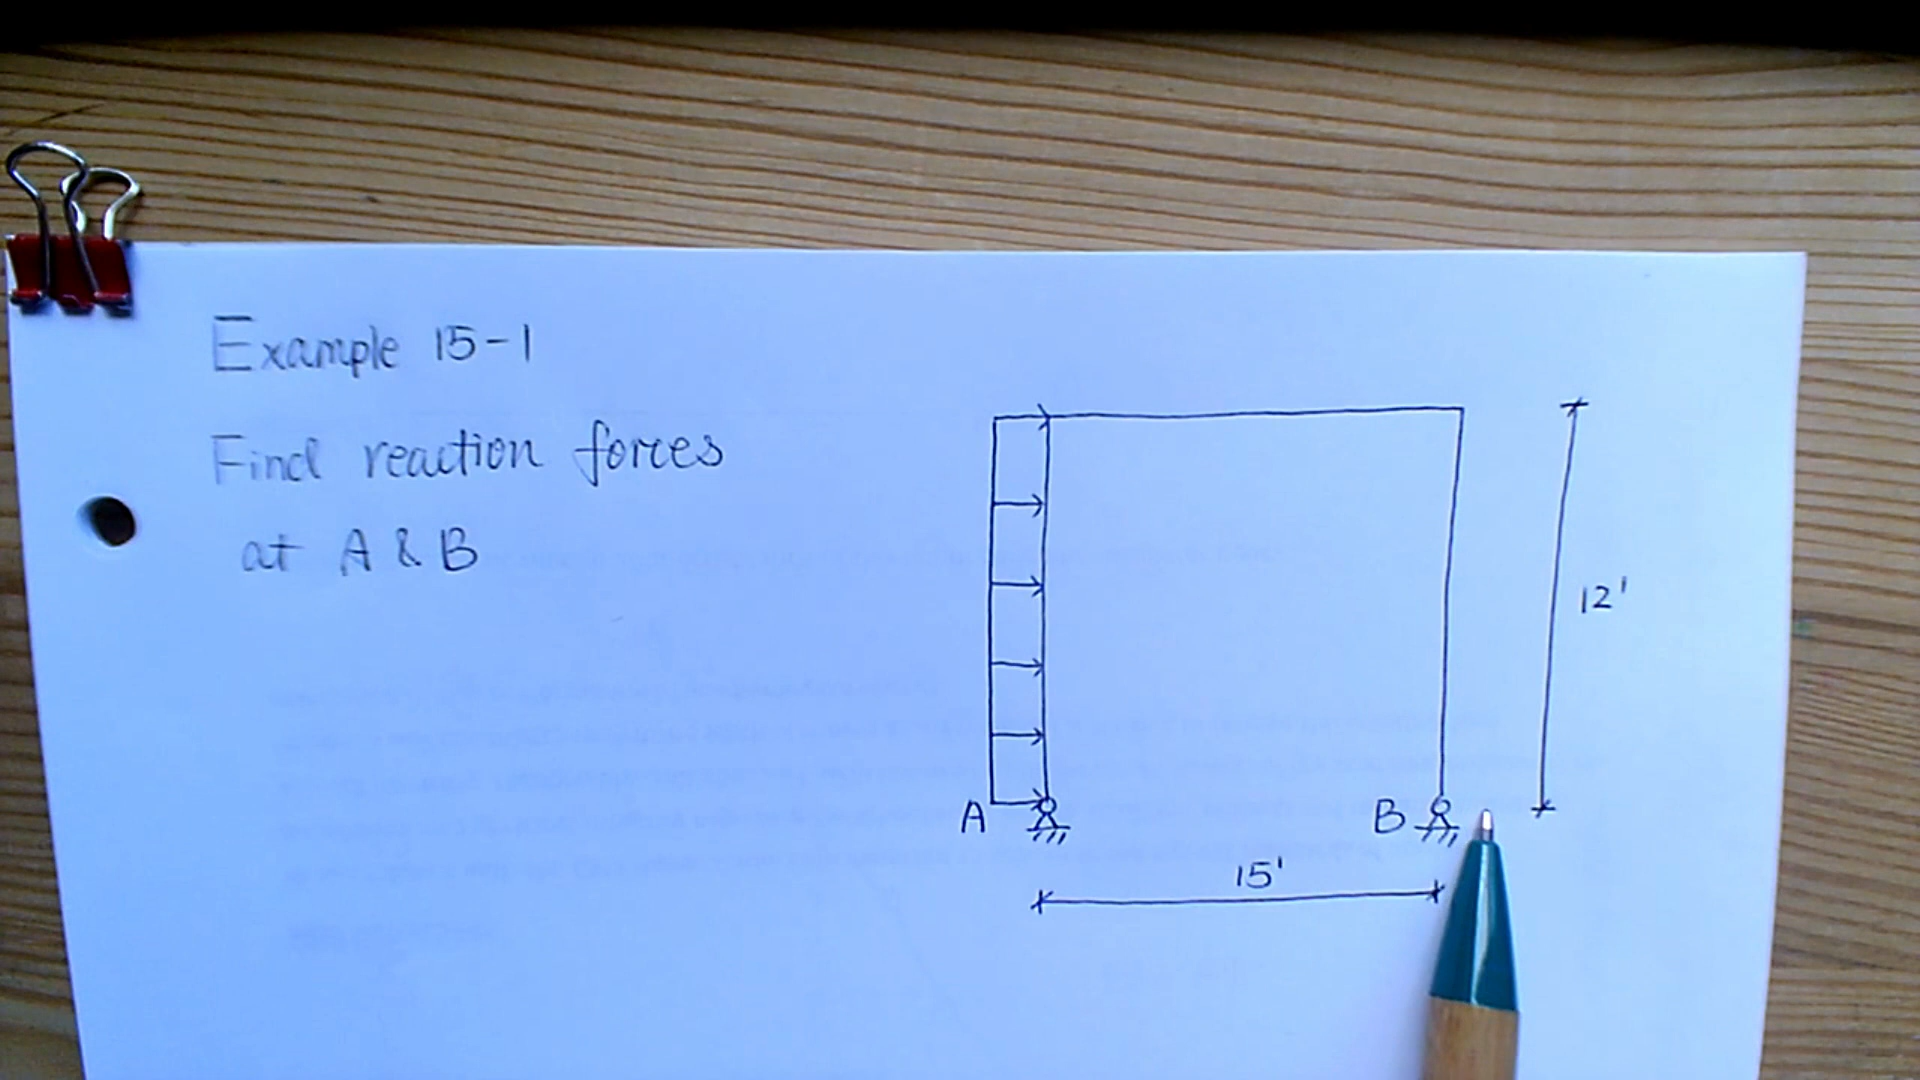 Example 15-1
Find reaction forces
at A & B
12'
A
B
15'